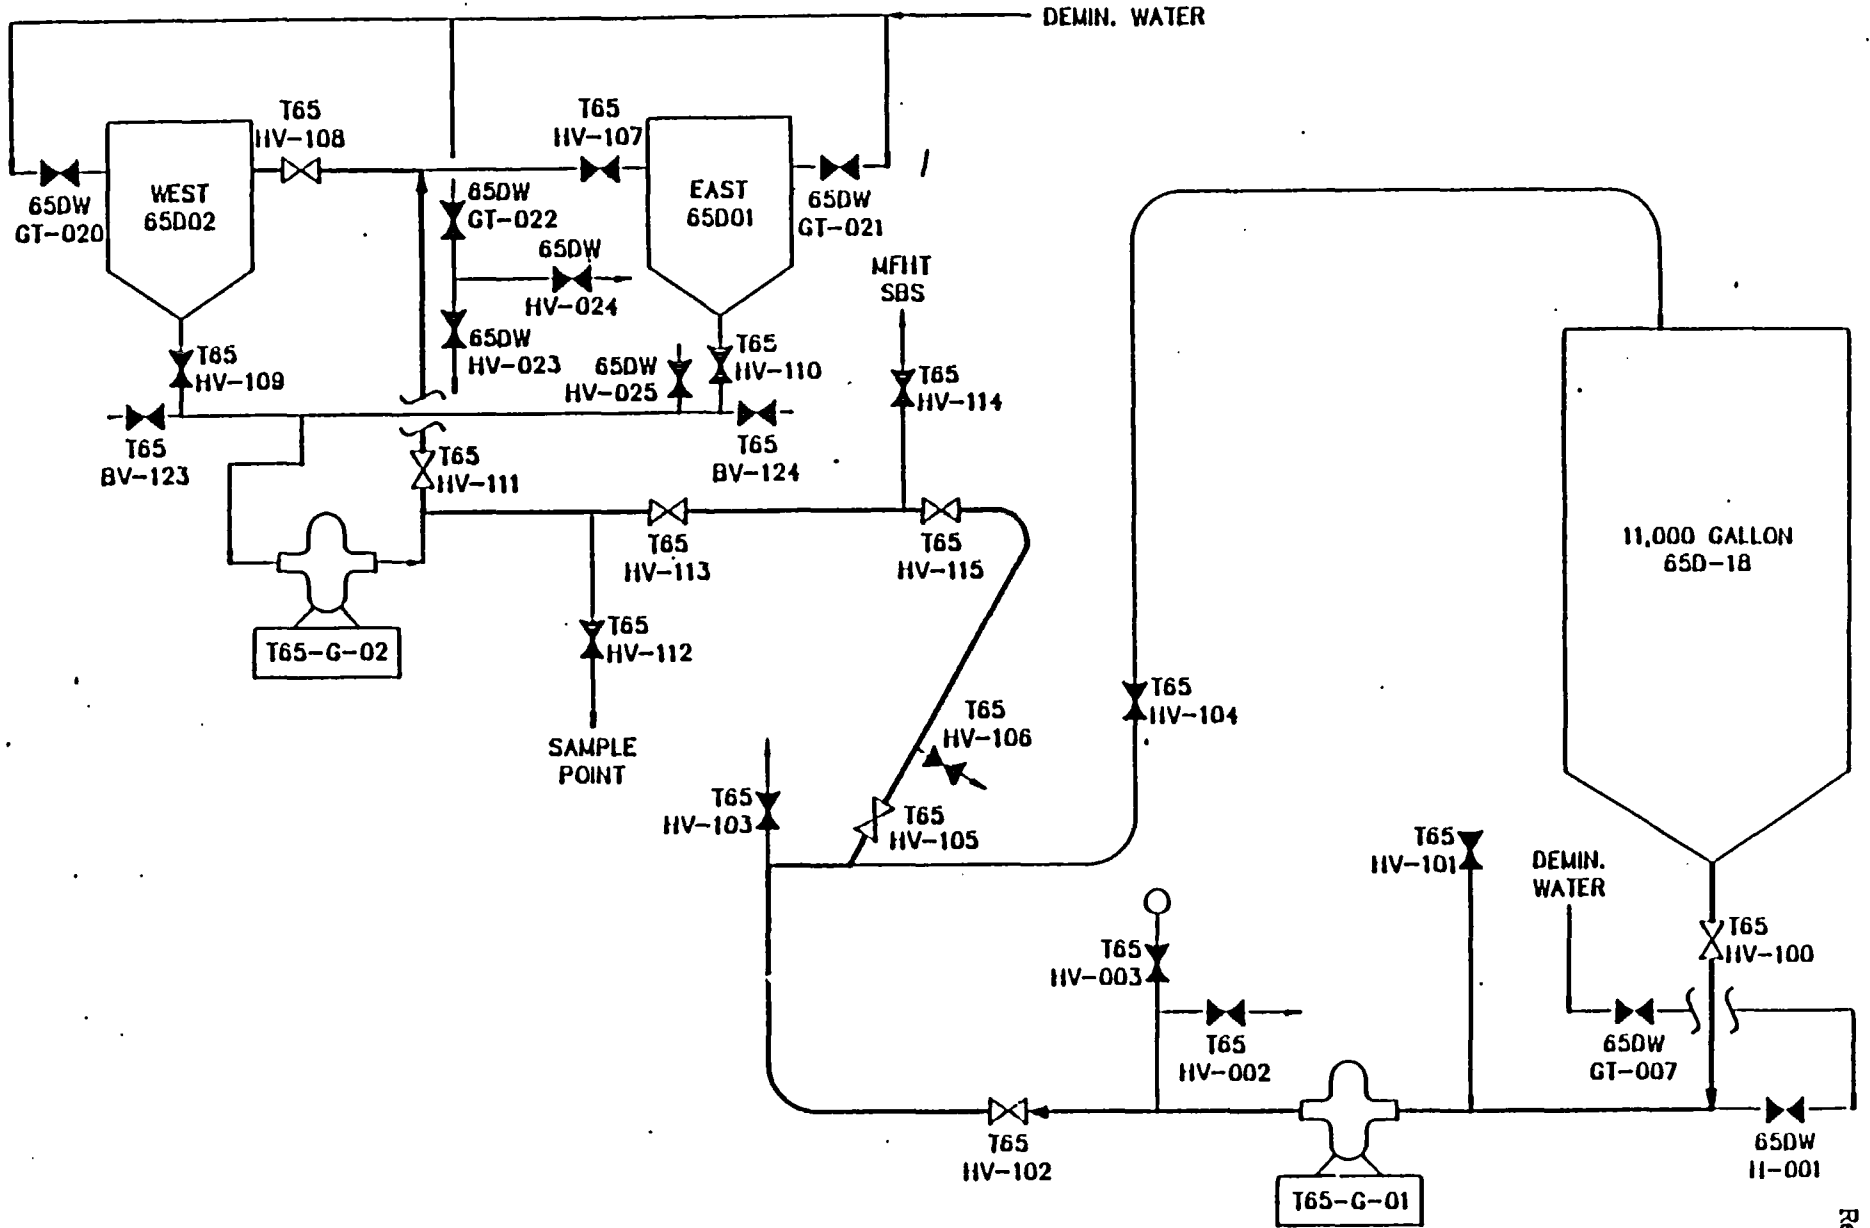 DEMIN. WATER
T65
HV-108
T65
HV-107
WEST
65D02
EAST
65D01
65DW
GT-020
65DW
GT-022
65DW
GT-021
65DW
HV-024
MFHT
SBS
65DW
HV-023
T65
HV-109
65DW
HV-025
T65
HV-110
T65
HV-114
T65
BV-123
T65
HV-111
T65
BV-124
T65
HV-113
T65
HV-115
11,000 GALLON
65D-18
T65-G-02
T65
HV-112
SAMPLE
POINT
T65
HV-106
T65
HV-104
T65
HV-103
T65
HV-105
T65
HV-101
DEMIN.
WATER
T65
HV-100
T65
HV-003
T65
HV-002
65DW
GT-007
T65
HV-102
65DW
H-001
T65-G-01